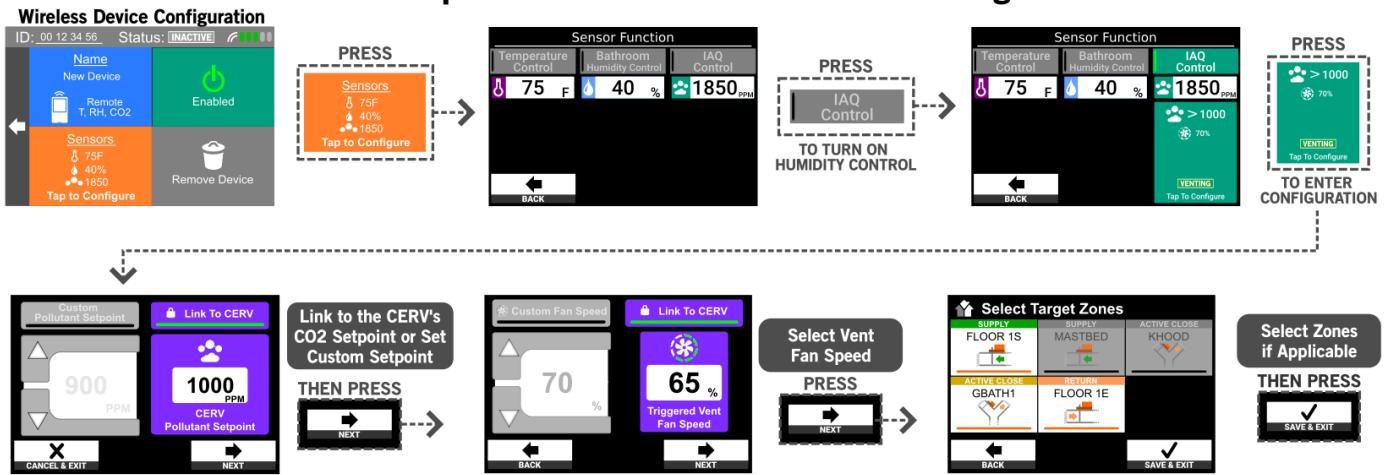 Wireless Device Configuration
ID: 00 12 34 56 Status: INACTIVE
Name
New Device
Remote
T, RH, CO2
Enabled
Sensors
75F
40%
1850
Tap to Configure
Remove Device
PRESS
Sensors
75F
40%
1850
Tap to Configure
Sensor Function
Temperature
Control
Bathroom
Humidity Control
IAQ
Control
75 F
40 %
1850 PPM
BACK
PRESS
IAQ
Control
TO TURN ON
HUMIDITY CONTROL
Sensor Function
Temperature
Control
Bathroom
Humidity Control
IAQ
Control
75 F
40 %
1850 PPM
> 1000
70%
VENTING
Tap To Configure
BACK
PRESS
> 1000
70%
VENTING
Tap To Configure
TO ENTER
CONFIGURATION
Custom
Pollutant Setpoint
Link To CERV
900
PPM
1000
PPM
CERV
Pollutant Setpoint
CANCEL & EXIT
NEXT
Link to the CERV's
CO2 Setpoint or Set
Custom Setpoint
THEN PRESS
NEXT
Custom Fan Speed
Link To CERV
70
%
65 %
Triggered Vent
Fan Speed
BACK
NEXT
Select Vent
Fan Speed
PRESS
NEXT
Select Target Zones
SUPPLY
FLOOR 1S
SUPPLY
MASTBED
ACTIVE CLOSE
KHOOD
ACTIVE CLOSE
GBATH1
RETURN
FLOOR 1E
BACK
SAVE & EXIT
Select Zones
if Applicable
THEN PRESS
SAVE & EXIT